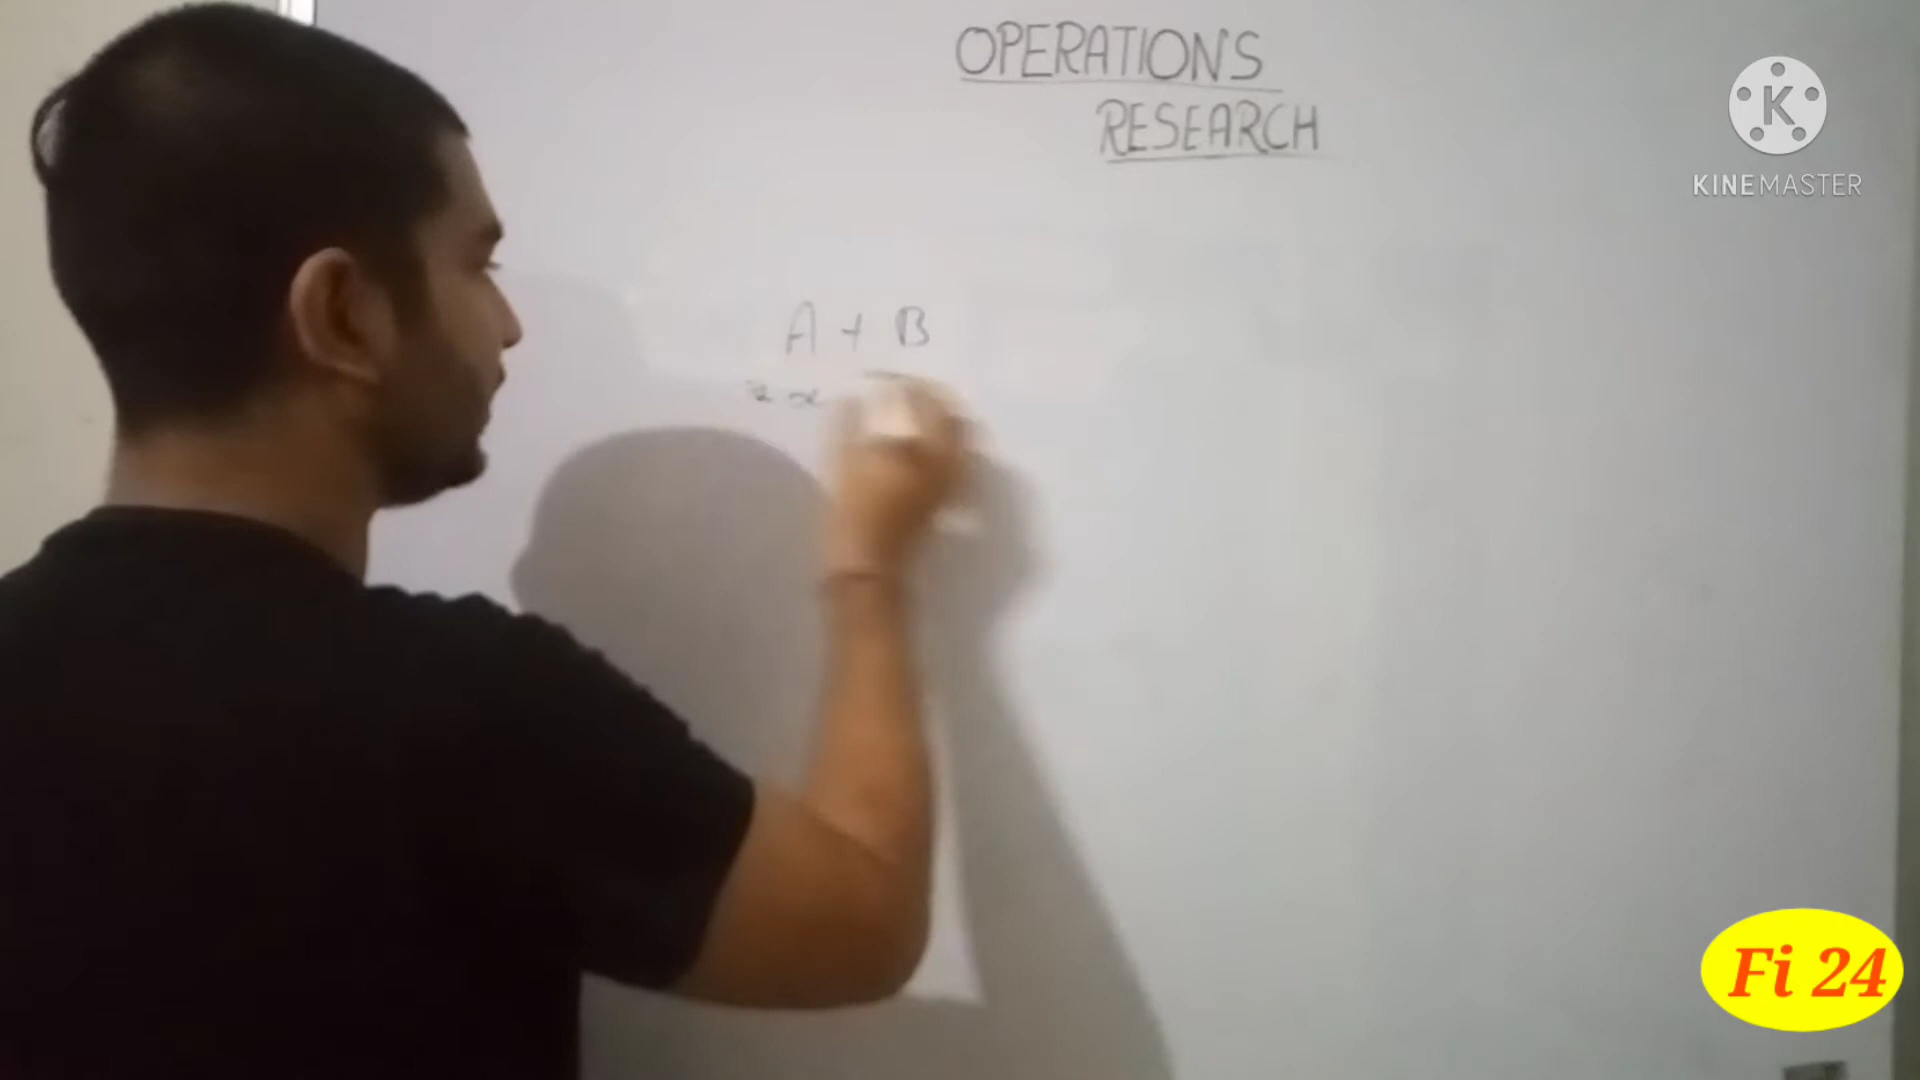 OPERATIONS
RESEARCH
KINEMASTER
A + B
Fi 24